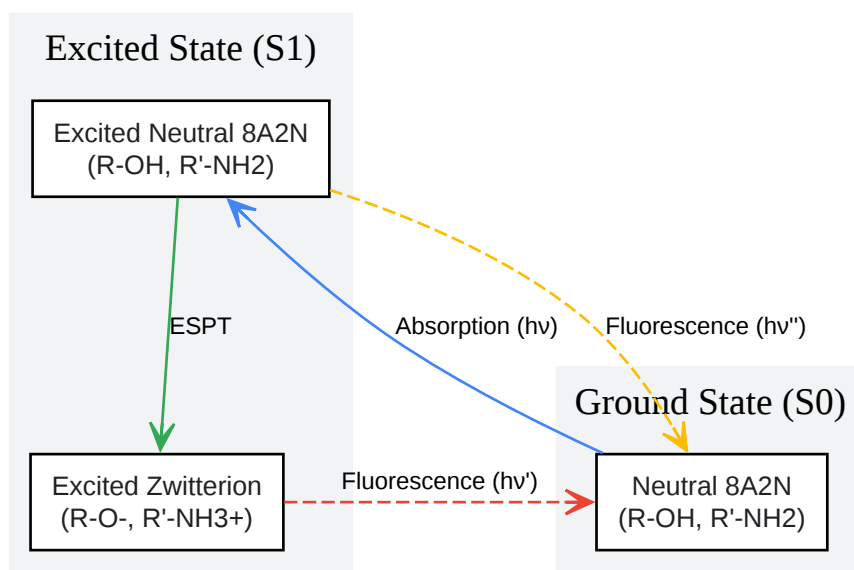 Excited State (S1)
Excited Neutral 8A2N
(R-OH, R'-NH2)
ESPT
Absorption (hν)
Fluorescence (hν'')
Ground State (S0)
Excited Zwitterion
(R-O-, R'-NH3+)
Fluorescence (hν')
Neutral 8A2N
(R-OH, R'-NH2)